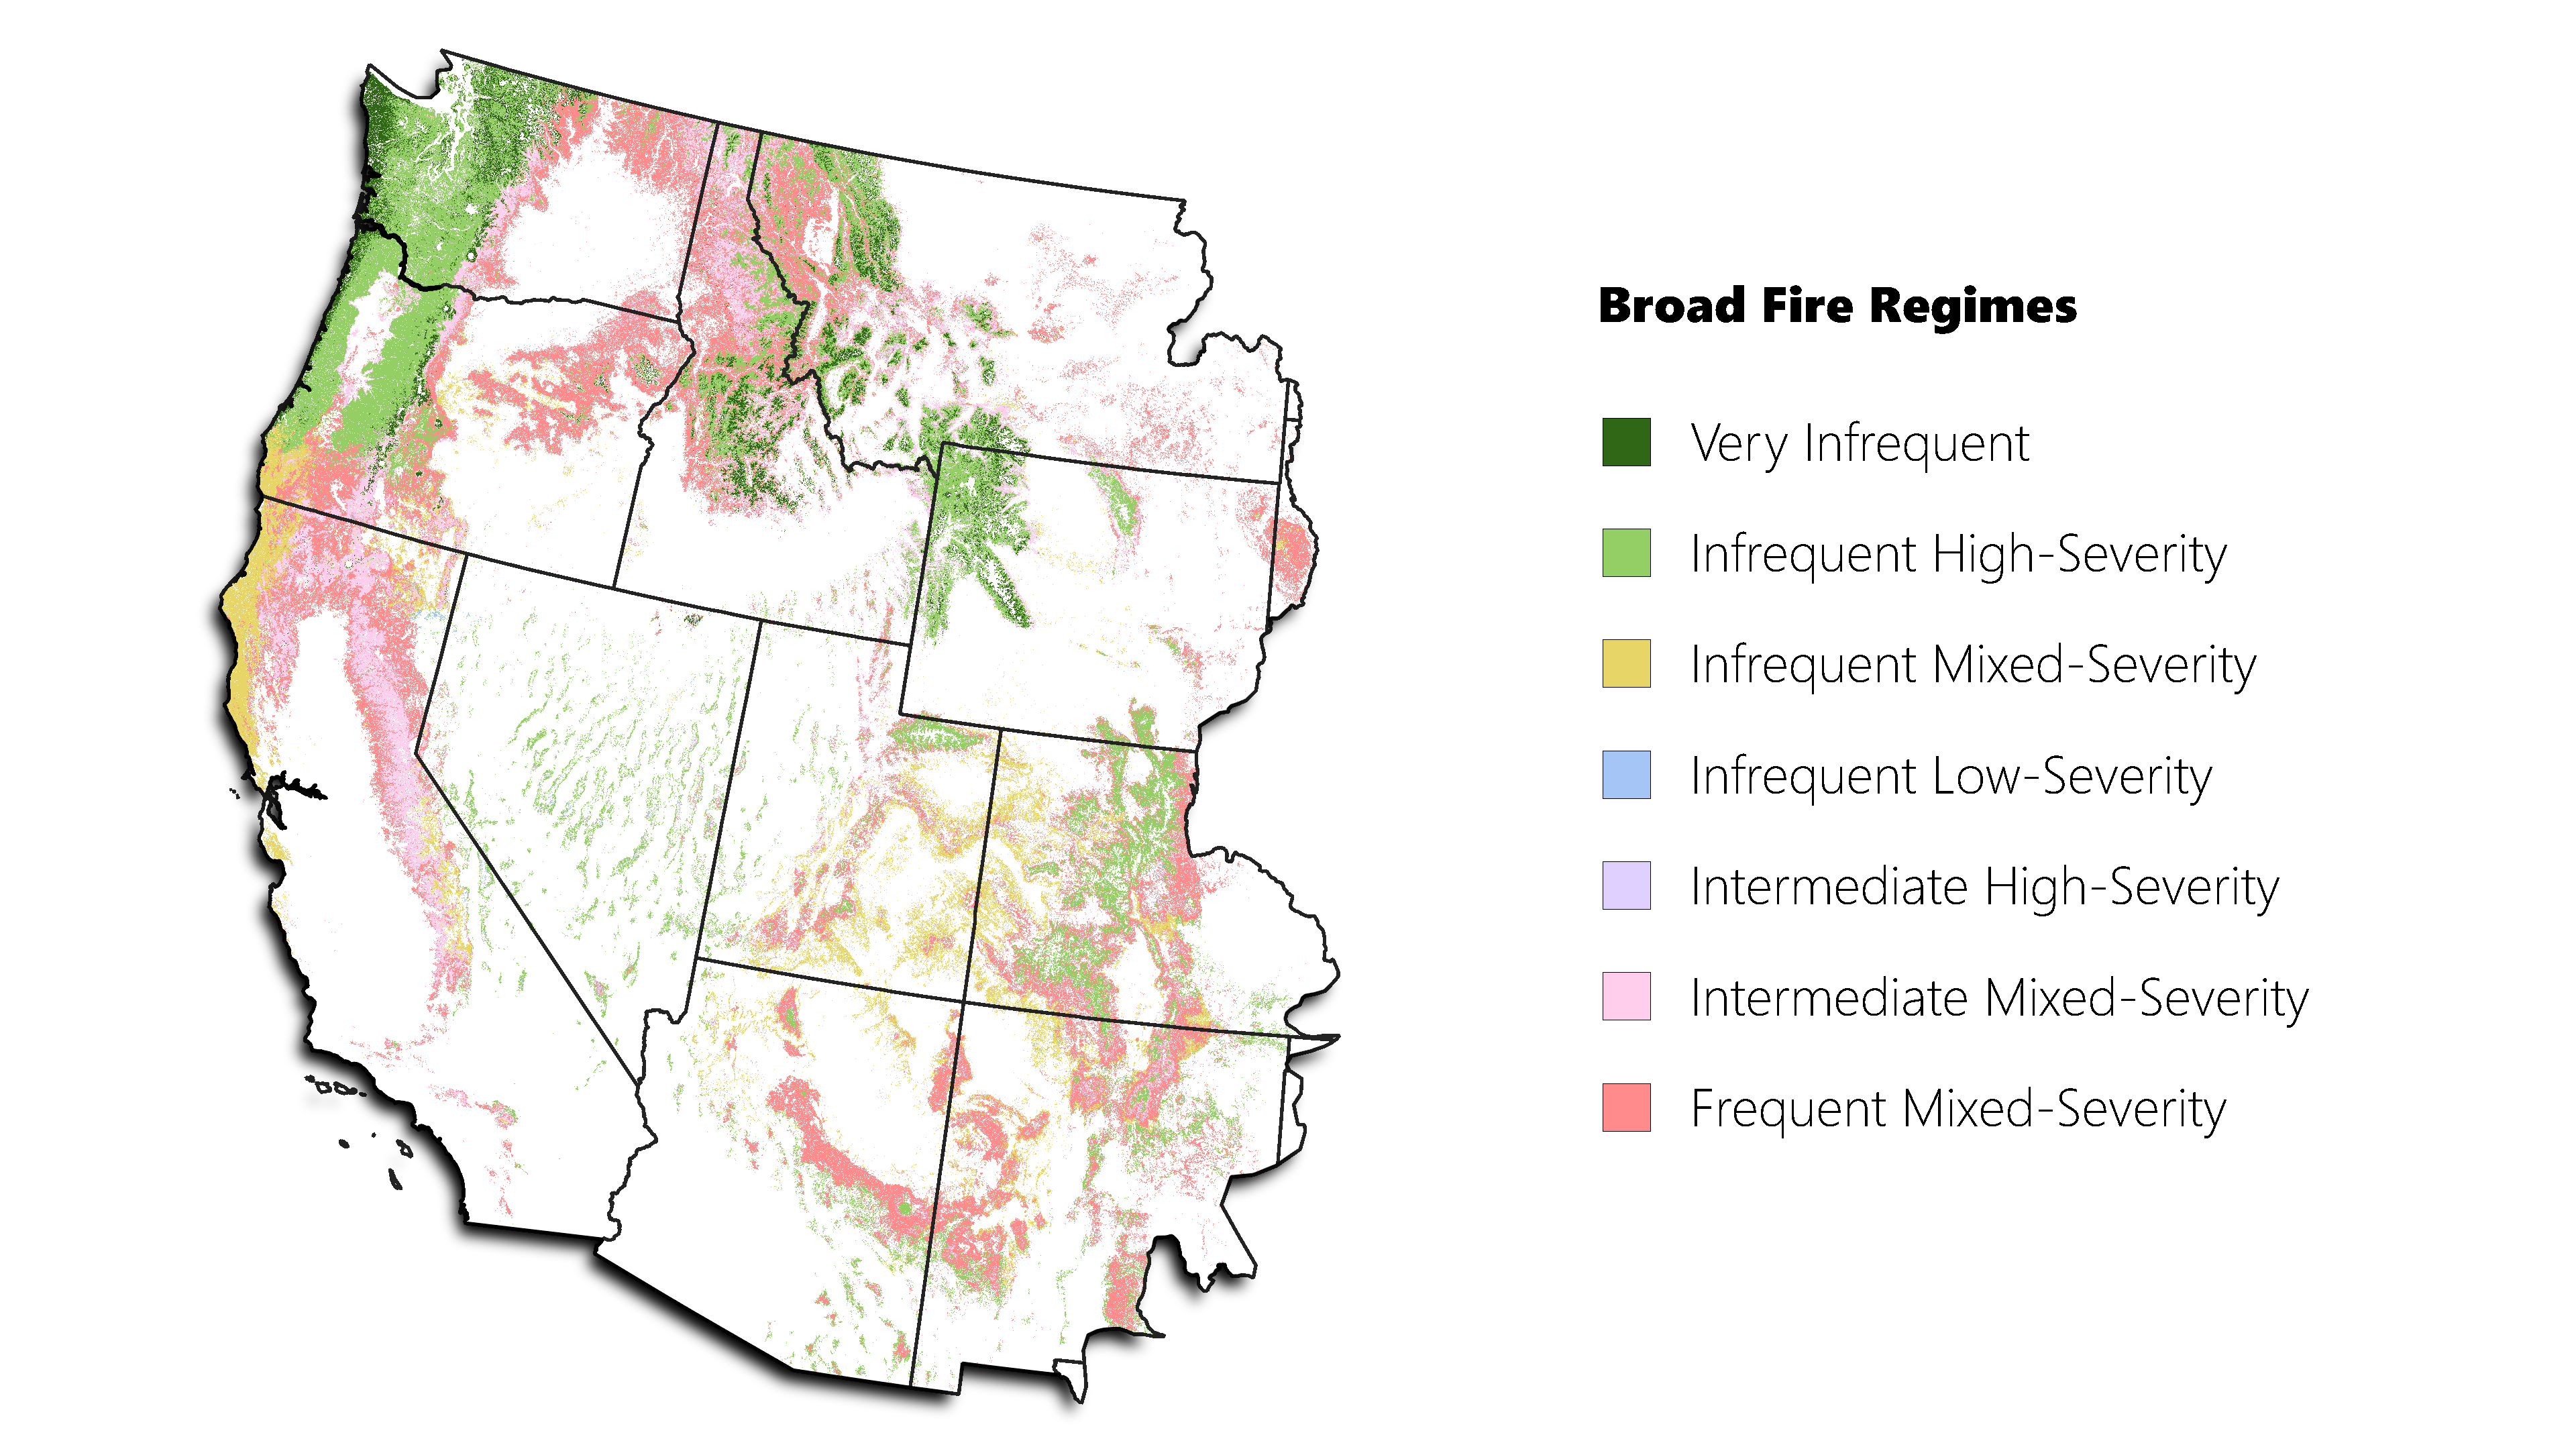 Broad Fire Regimes
Very Infrequent
Infrequent High-Severity
Infrequent Mixed-Severity
Infrequent Low-Severity
Intermediate High-Severity
Intermediate Mixed-Severity
Frequent Mixed-Severity